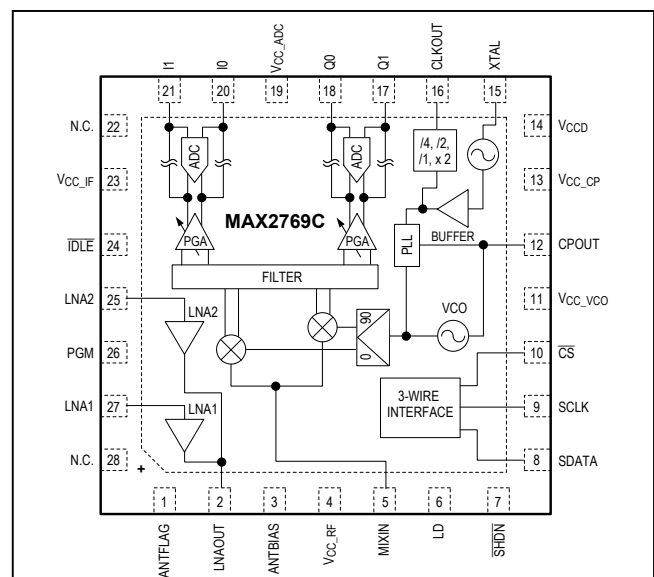 I1
I0
VCC_ADC
Q0
Q1
CLKOUT
XTAL
21
20
19
18
17
16
15
N.C.
22
14
VCCD
ADC
ADC
/4, /2,
/1, x 2
VCC_IF
23
13
VCC_CP
MAX2769C
PGA
PGA
PLL
BUFFER
IDLE
24
12
CPOUT
FILTER
LNA2
25
LNA2
90
0
VCO
11
VCC_VCO
PGM
26
10
CS
3-WIRE
INTERFACE
LNA1
27
LNA1
9
SCLK
N.C.
28
8
SDATA
+
1
2
3
4
5
6
7
ANTFLAG
LNAOUT
ANTBIAS
VCC_RF
MIXIN
LD
SHDN